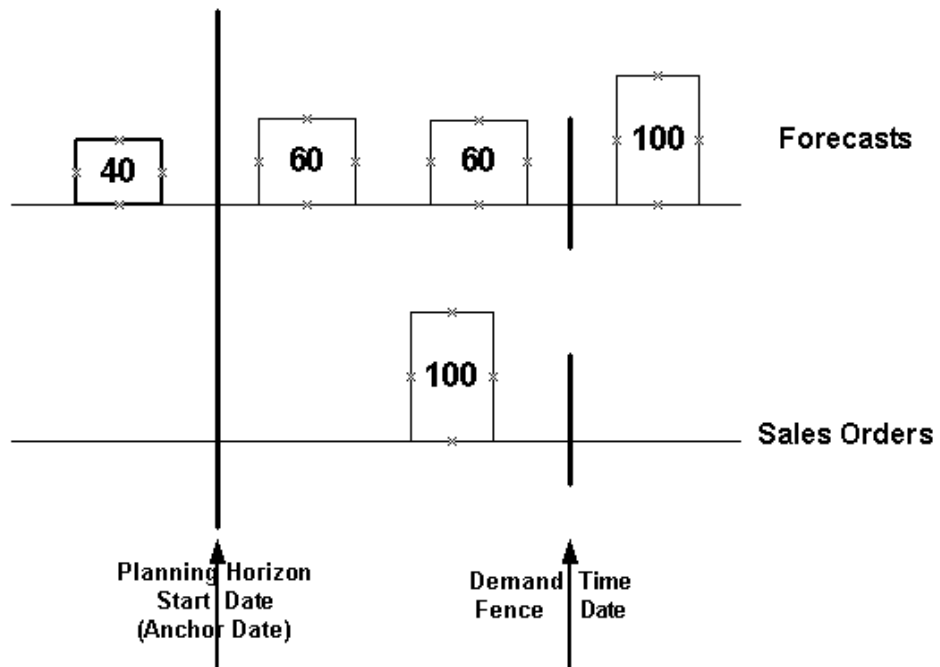 40
60
60
100
Forecasts
100
Sales Orders
Planning Horizon
Start Date
(Anchor Date)
Demand Time
Fence Date